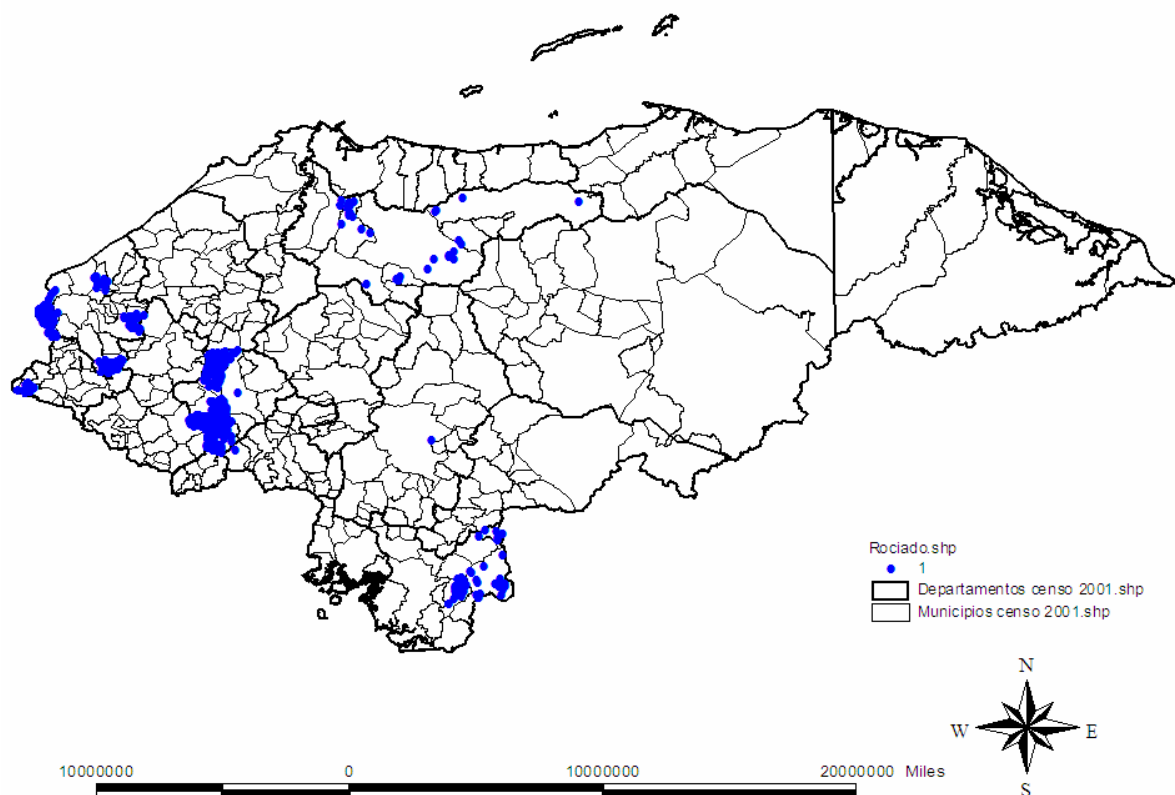 Rociado.shp
1
Departamentos censo 2001.shp
Municipios censo 2001.shp
N
W E
S
10000000 0 10000000 20000000 Miles